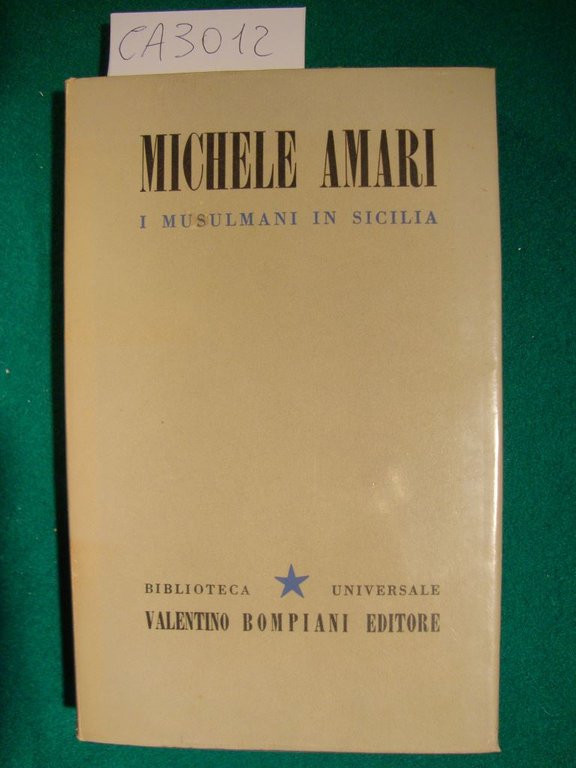 CA3012
MICHELE AMARI
I MUSULMANI IN SICILIA
BIBLIOTECA UNIVERSALE
VALENTINO BOMPIANI EDITORE